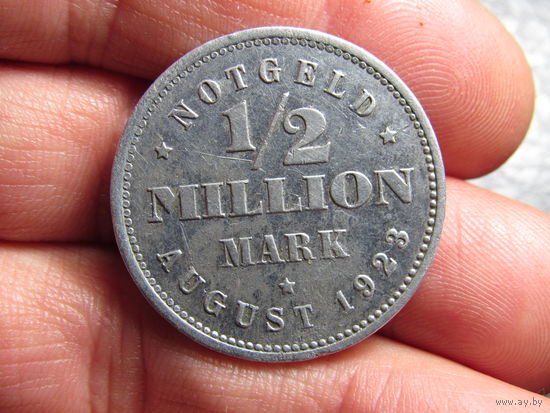 NOTGELD
1/2
MILLION
MARK
AUGUST 1923
www.ay.by